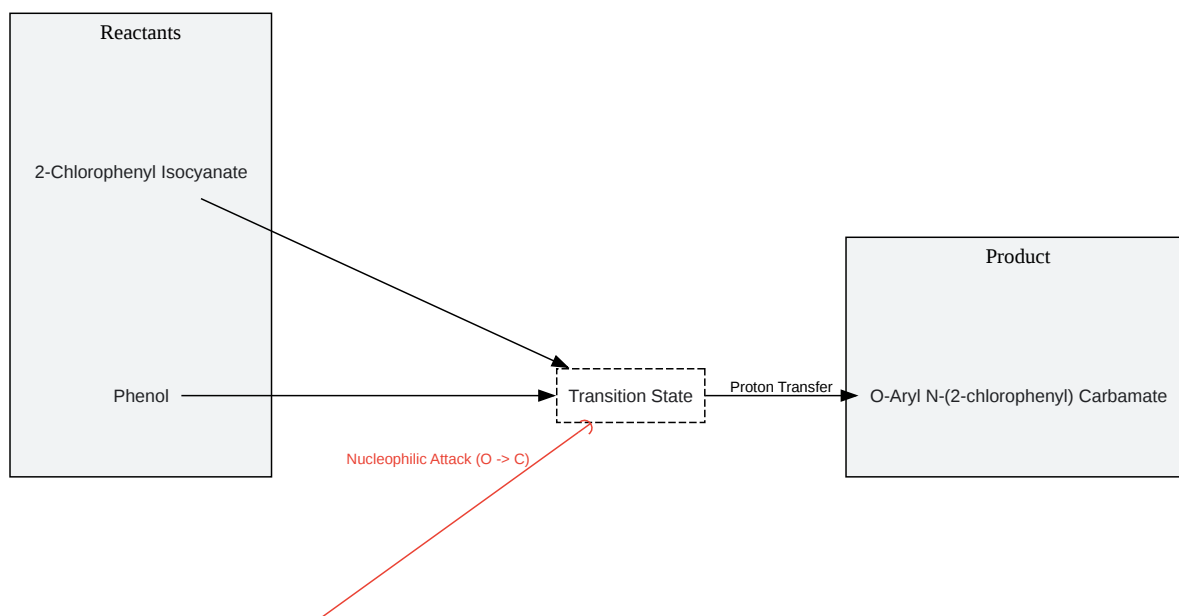 Reactants
2-Chlorophenyl Isocyanate
Product
Phenol
Transition State
Proton Transfer
O-Aryl N-(2-chlorophenyl) Carbamate
Nucleophilic Attack (O -> C)